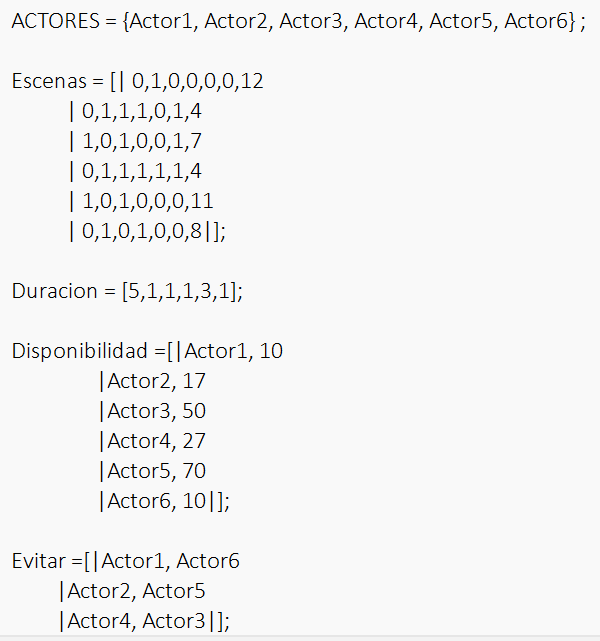 ACTORES = {Actor1, Actor2, Actor3, Actor4, Actor5, Actor6} ;
Escenas = [| 0,1,0,0,0,0,12
| 0,1,1,1,0,1,4
| 1,0,1,0,0,1,7
| 0,1,1,1,1,1,4
| 1,0,1,0,0,0,11
| 0,1,0,1,0,0,8|];
Duracion = [5,1,1,1,3,1];
Disponibilidad =[|Actor1, 10
|Actor2, 17
|Actor3, 50
|Actor4, 27
|Actor5, 70
|Actor6, 10|];
Evitar =[|Actor1, Actor6
|Actor2, Actor5
|Actor4, Actor3|];